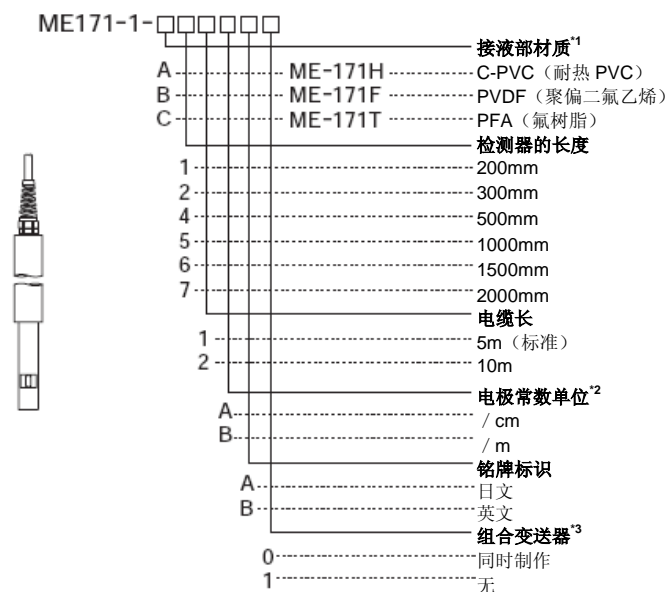 ME171-1-□□□□□□
接液部材质*1
A ME-171H C-PVC（耐热 PVC）
B ME-171F PVDF（聚偏二氟乙烯）
C ME-171T PFA（氟树脂）
检测器的长度
1 200mm
2 300mm
4 500mm
5 1000mm
6 1500mm
7 2000mm
电缆长
1 5m（标准）
2 10m
电极常数单位*2
A ／cm
B ／m
铭牌标识
A 日文
B 英文
组合变送器*3
0 同时制作
1 无